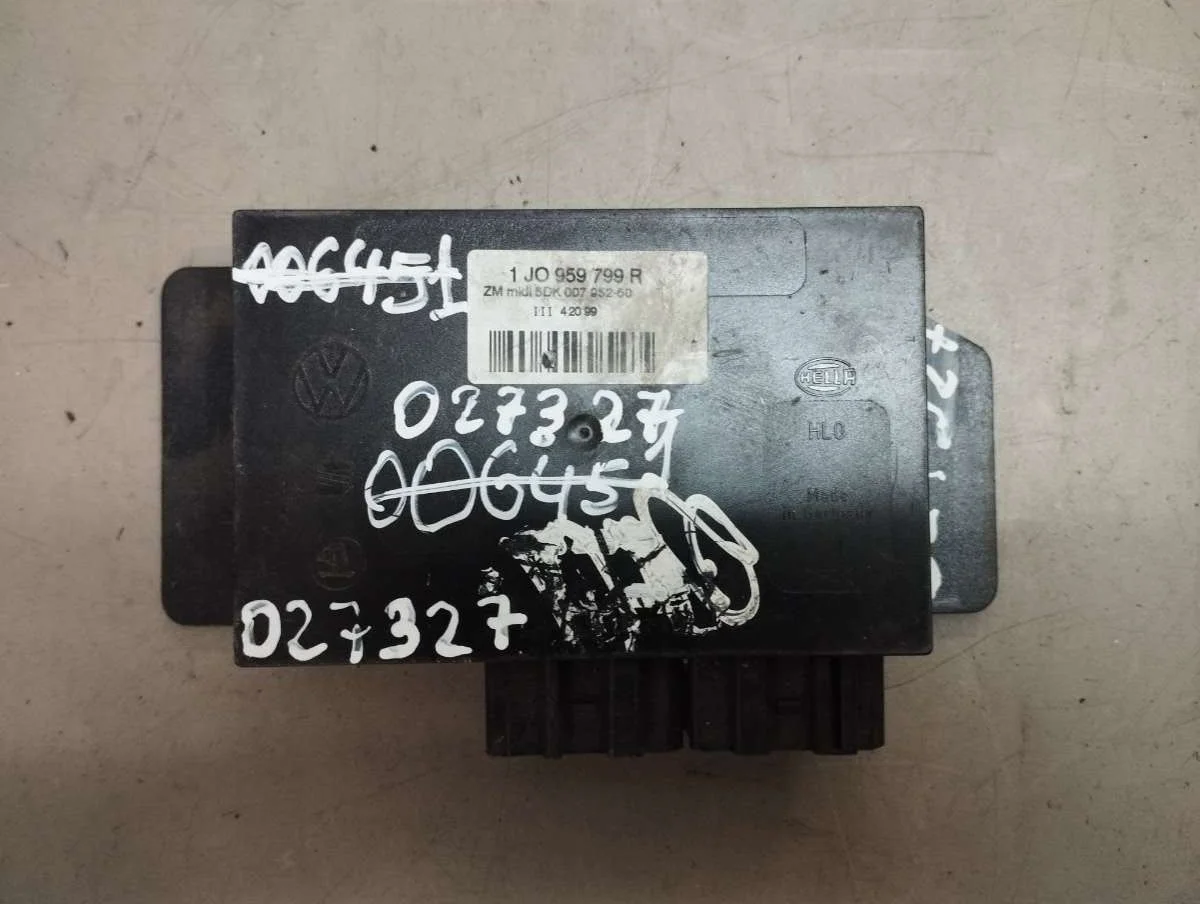 006451
1 JO 959 799 R
ZM midi 5DK 007 952-60
III 42099
VW
HELLA
027327
HLO
006451
Made
in Germany
027327